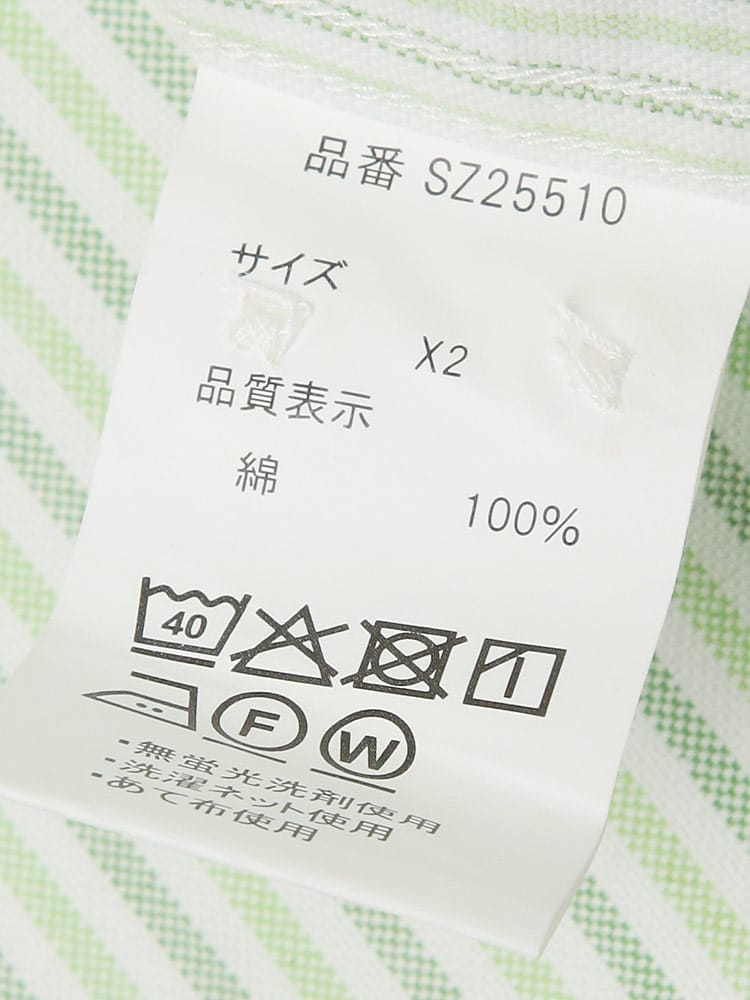 品番 SZ25510
サイズ
X2
品質表示
綿 100%
40
F W
・無蛍光洗剤使用
・洗濯ネット使用
・あて布使用